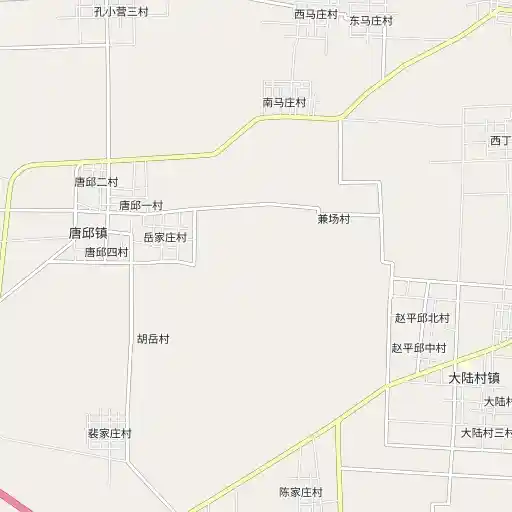 孔小营三村
西马庄村
东马庄村
南马庄村
西丁
唐邱二村
唐邱一村
兼场村
唐邱镇
岳家庄村
唐邱四村
赵平邱北村
胡岳村
赵平邱中村
大陆村镇
大陆村
裴家庄村
大陆村三村
陈家庄村